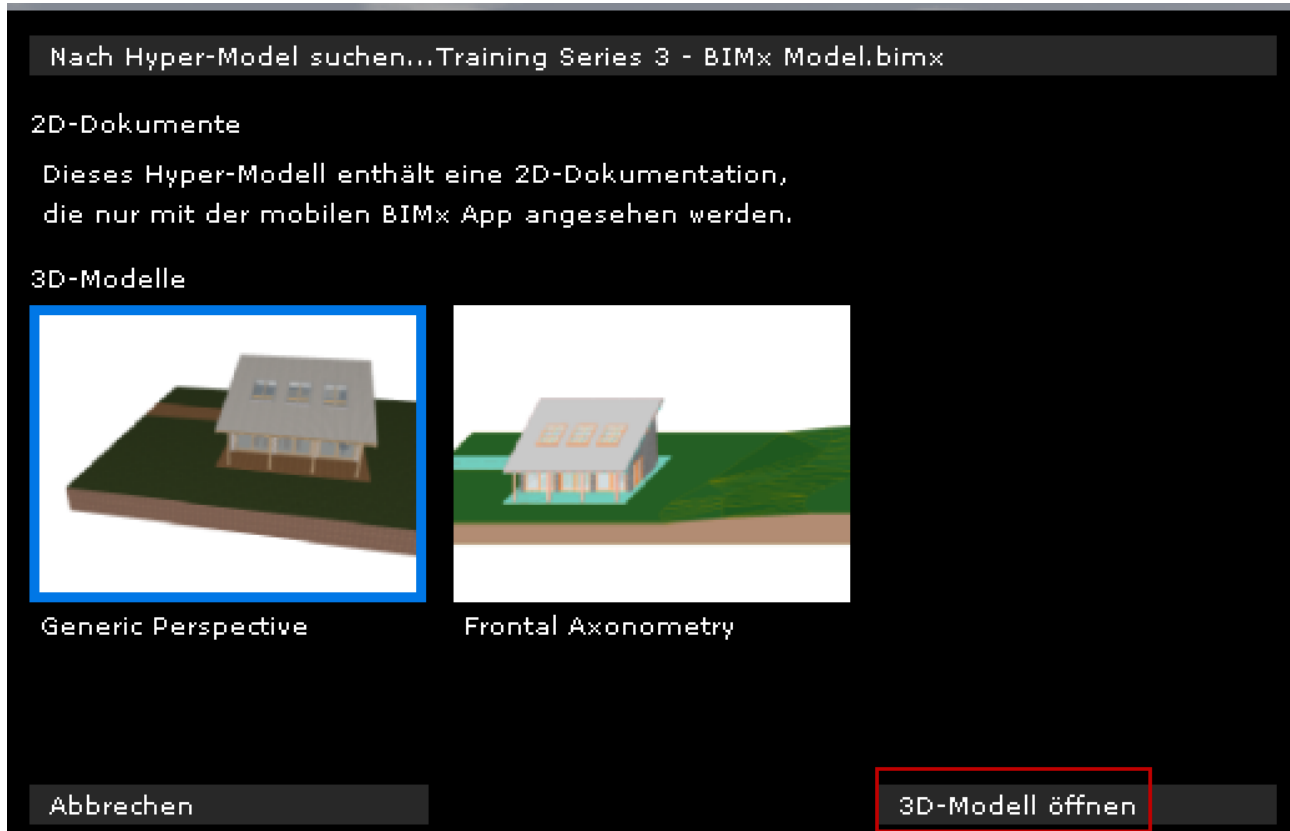 Nach Hyper-Model suchen...Training Series 3 - BIMx Model.bimx
2D-Dokumente
Dieses Hyper-Modell enthält eine 2D-Dokumentation,
die nur mit der mobilen BIMx App angesehen werden.
3D-Modelle
Generic Perspective
Frontal Axonometry
Abbrechen
3D-Modell öffnen